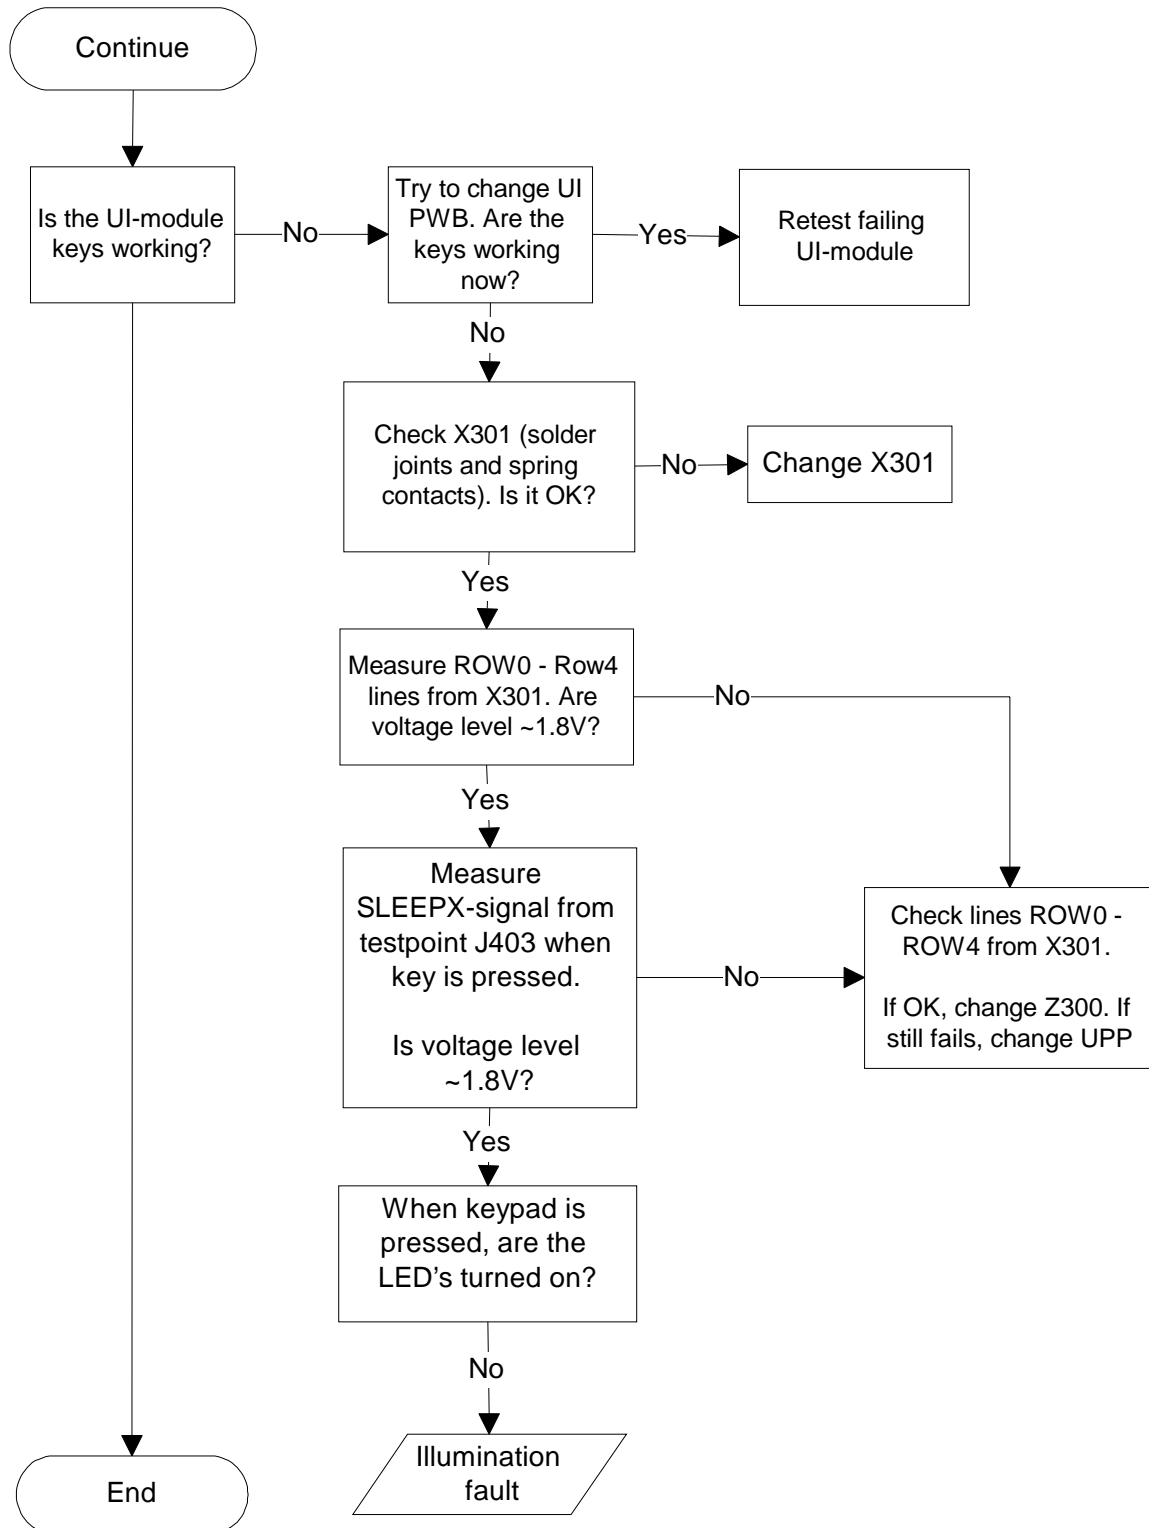 Continue
Is the UI-module
keys working?
No
Try to change UI
PWB. Are the
keys working
now?
Yes
Retest failing
UI-module
No
Check X301 (solder
joints and spring
contacts). Is it OK?
No
Change X301
Yes
Measure ROW0 - Row4
lines from X301. Are
voltage level ~1.8V?
No
Yes
Measure
SLEEPX-signal from
testpoint J403 when
key is pressed.
Is voltage level
~1.8V?
No
Check lines ROW0 -
ROW4 from X301.
If OK, change Z300. If
still fails, change UPP
Yes
When keypad is
pressed, are the
LED's turned on?
No
Illumination
fault
End